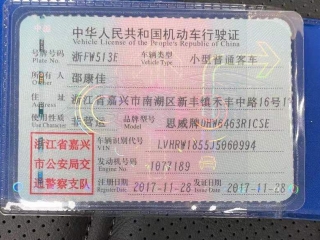 中华人民共和国机动车行驶证
Vehicle License of the People's Republic of China
号牌号码 Plate No. 浙FW513E 车辆类型 Vehicle Type 小型普通客车
所有人 Owner 邵康佳
住址 Address 浙江省嘉兴市南湖区新丰镇禾丰中路16号1
使用性质 Use Character 非营运 品牌型号 Model 思威牌DHW6463R1CSE
浙江省嘉兴市公安局交通警察支队
车辆识别代号 VIN LVHRW1855J5060994
发动机号码 Engine No. 1077189
注册日期 Register Date 2017-11-28 发证日期 Issue Date 2017-11-28